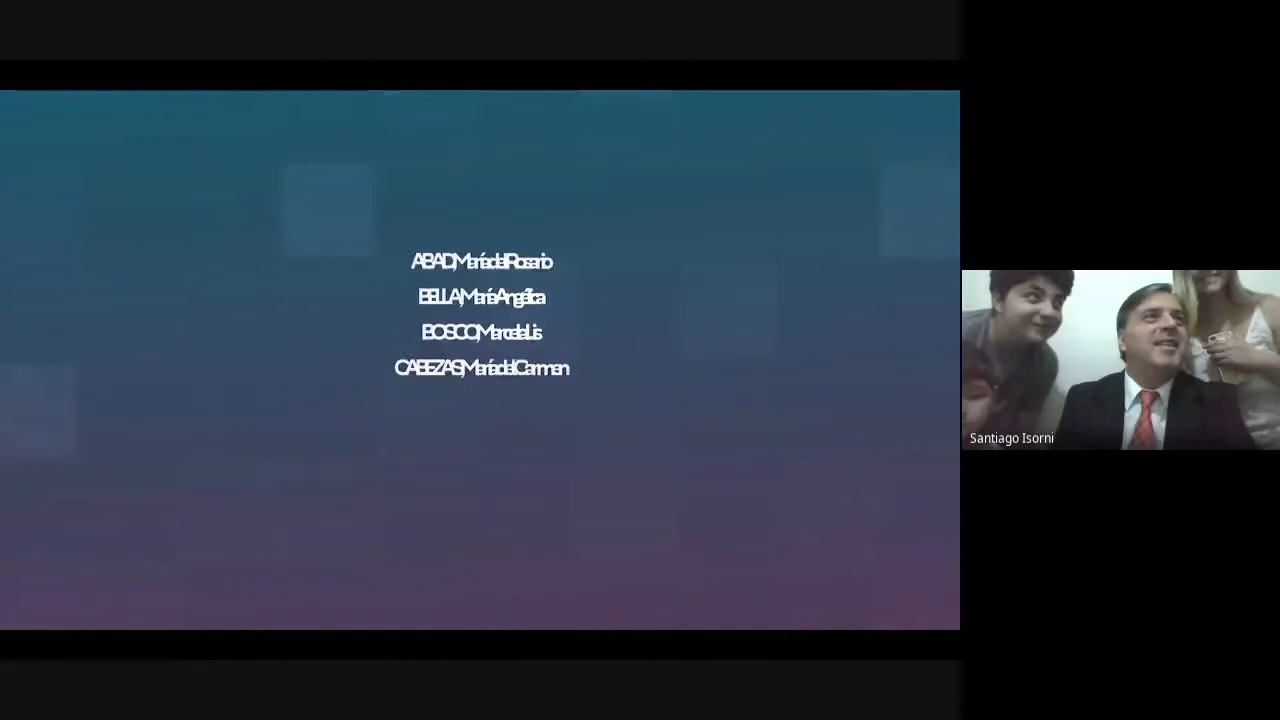 ABAD, María del Rosario
BELLA, María Angélica
BOSCO, Marcela Luis
CABEZAS, María del Carmen
Santiago Isorni